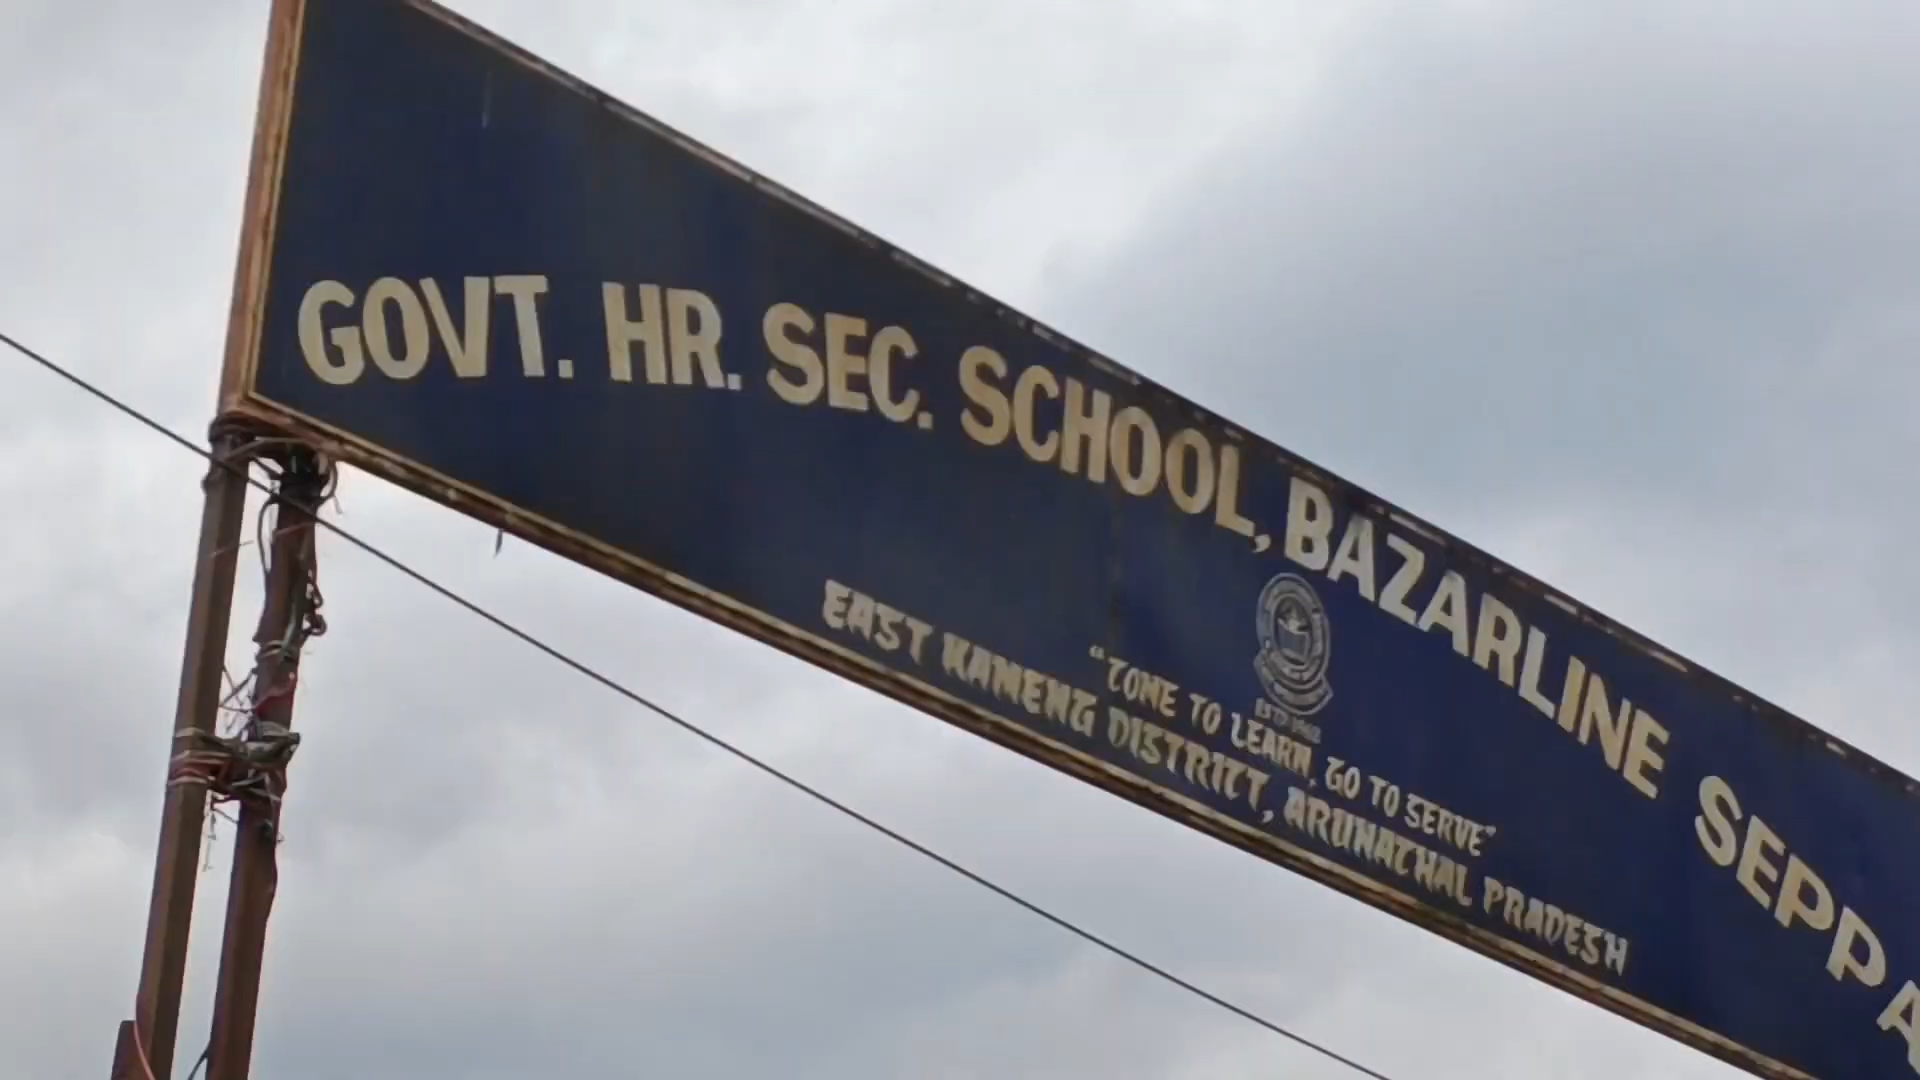 GOVT. HR. SEC. SCHOOL, BAZARLINE SEPPA
"COME TO LEARN, GO TO SERVE"
EAST KAMENG DISTRICT, ARUNACHAL PRADESH